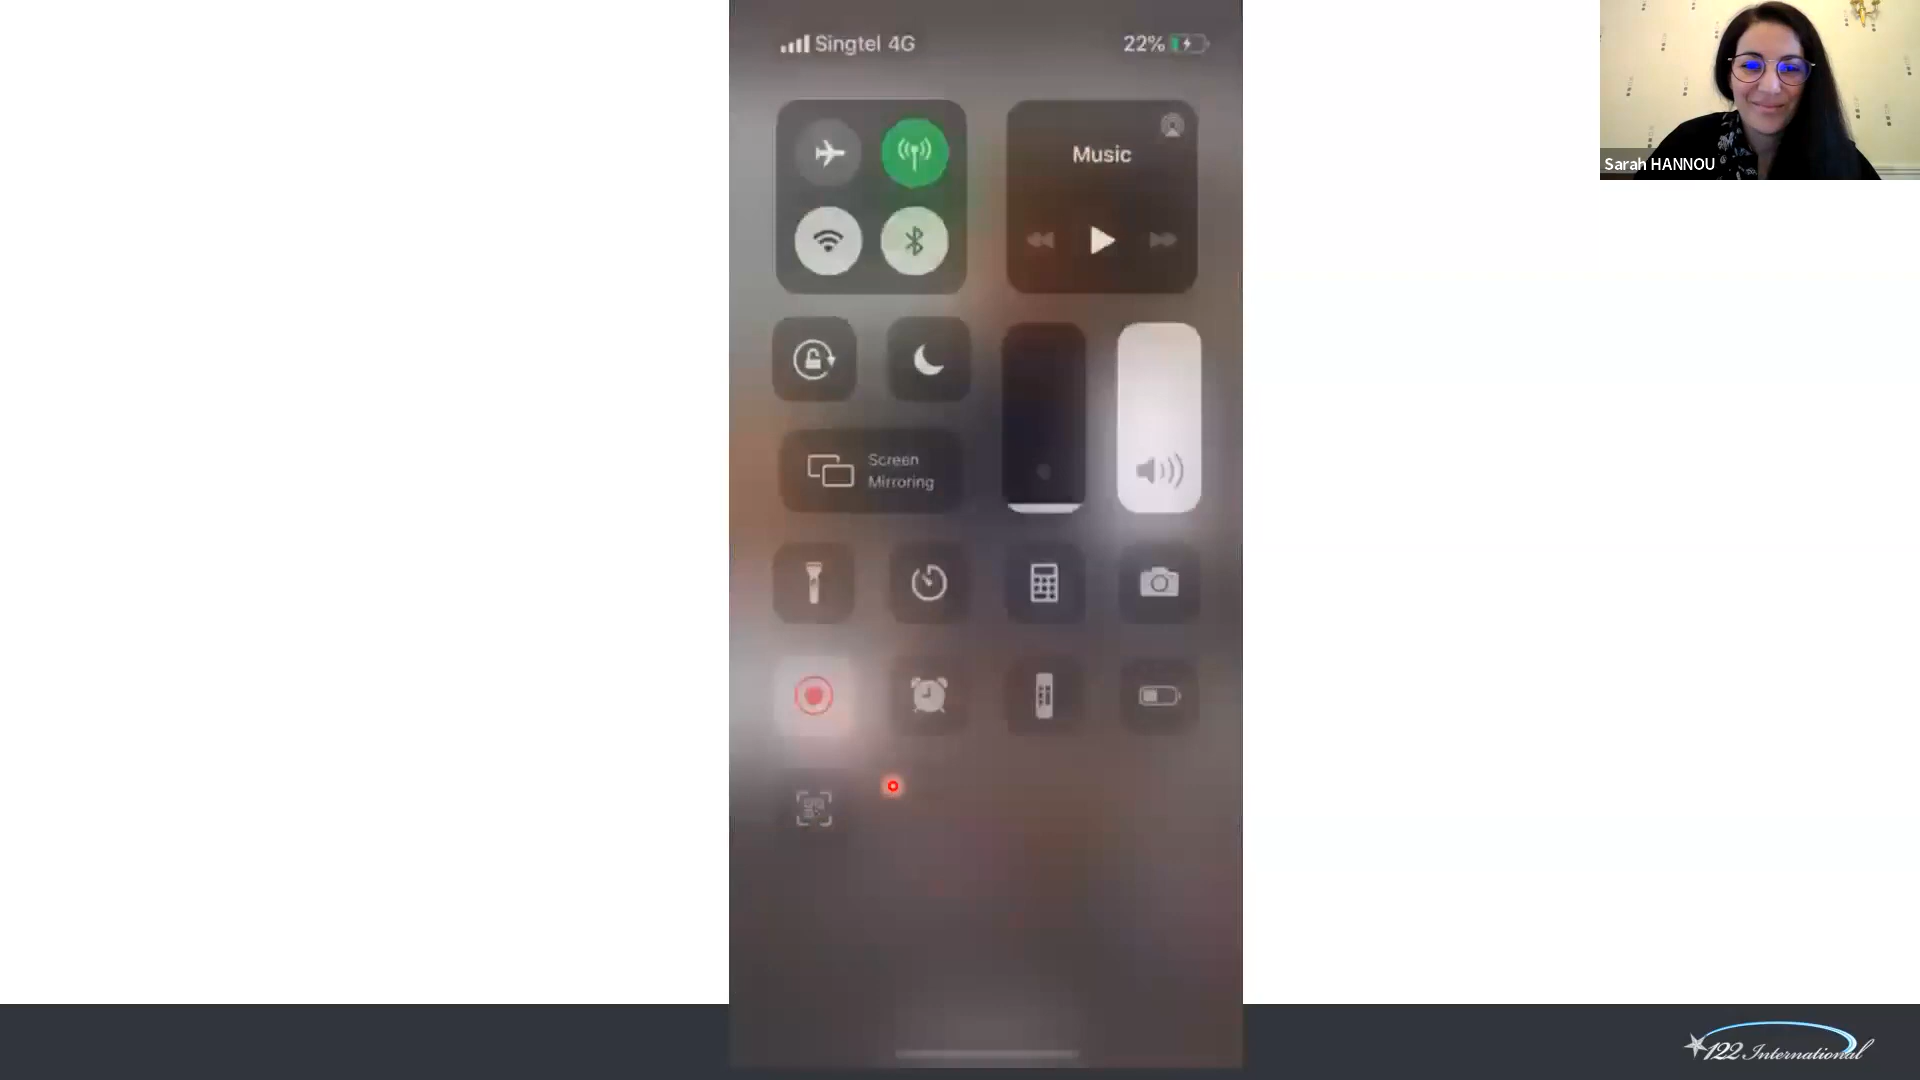 Singtel 4G
22%
Music
Screen
Mirroring
Sarah HANNOU
122 International